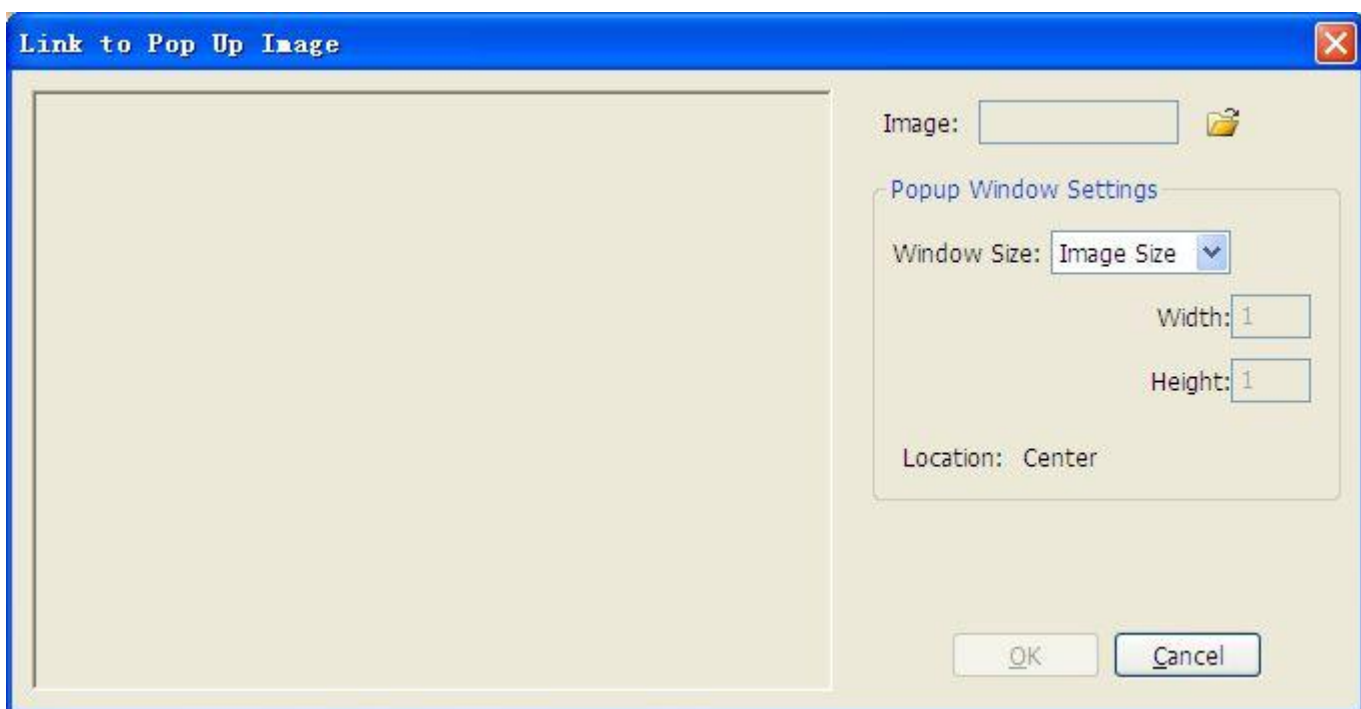 Link to Pop Up Image
Image:
Popup Window Settings
Window Size: Image Size
Width: 1
Height: 1
Location: Center
OK Cancel